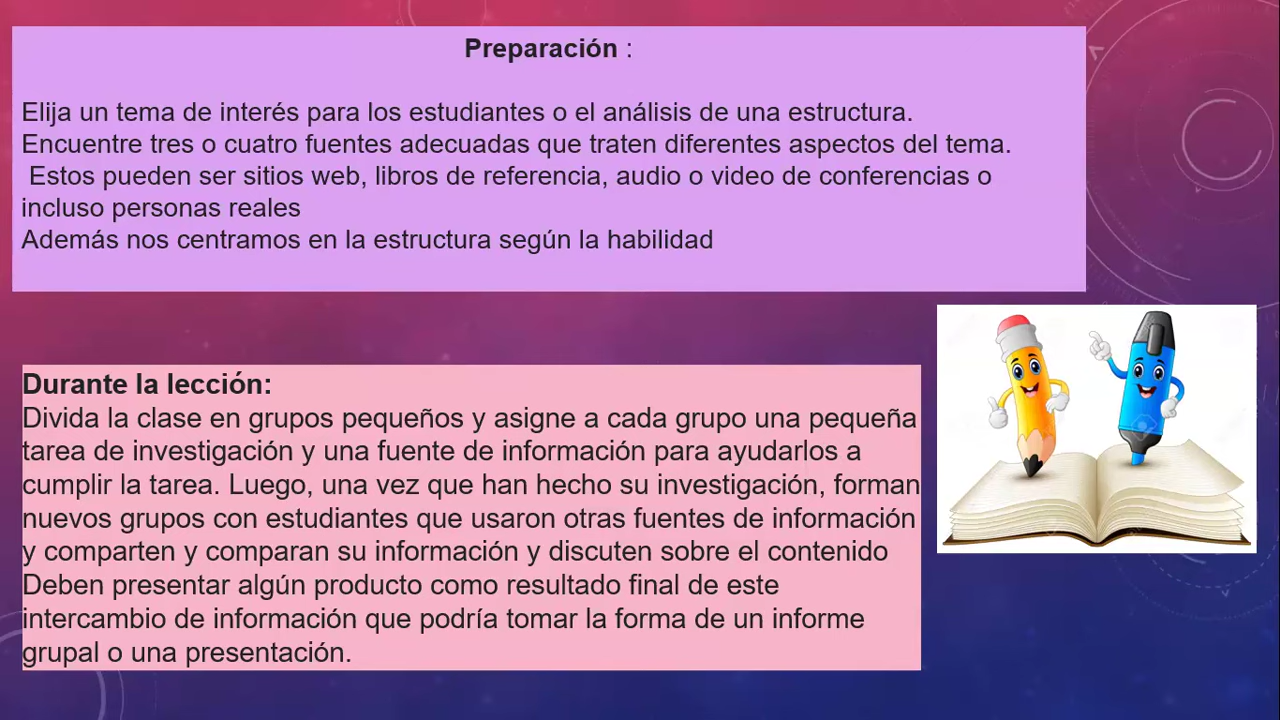 Preparación :
Elija un tema de interés para los estudiantes o el análisis de una estructura.
Encuentre tres o cuatro fuentes adecuadas que traten diferentes aspectos del tema.
Estos pueden ser sitios web, libros de referencia, audio o video de conferencias o
incluso personas reales
Además nos centramos en la estructura según la habilidad
Durante la lección:
Divida la clase en grupos pequeños y asigne a cada grupo una pequeña
tarea de investigación y una fuente de información para ayudarlos a
cumplir la tarea. Luego, una vez que han hecho su investigación, forman
nuevos grupos con estudiantes que usaron otras fuentes de información
y comparten y comparan su información y discuten sobre el contenido
Deben presentar algún producto como resultado final de este
intercambio de información que podría tomar la forma de un informe
grupal o una presentación.